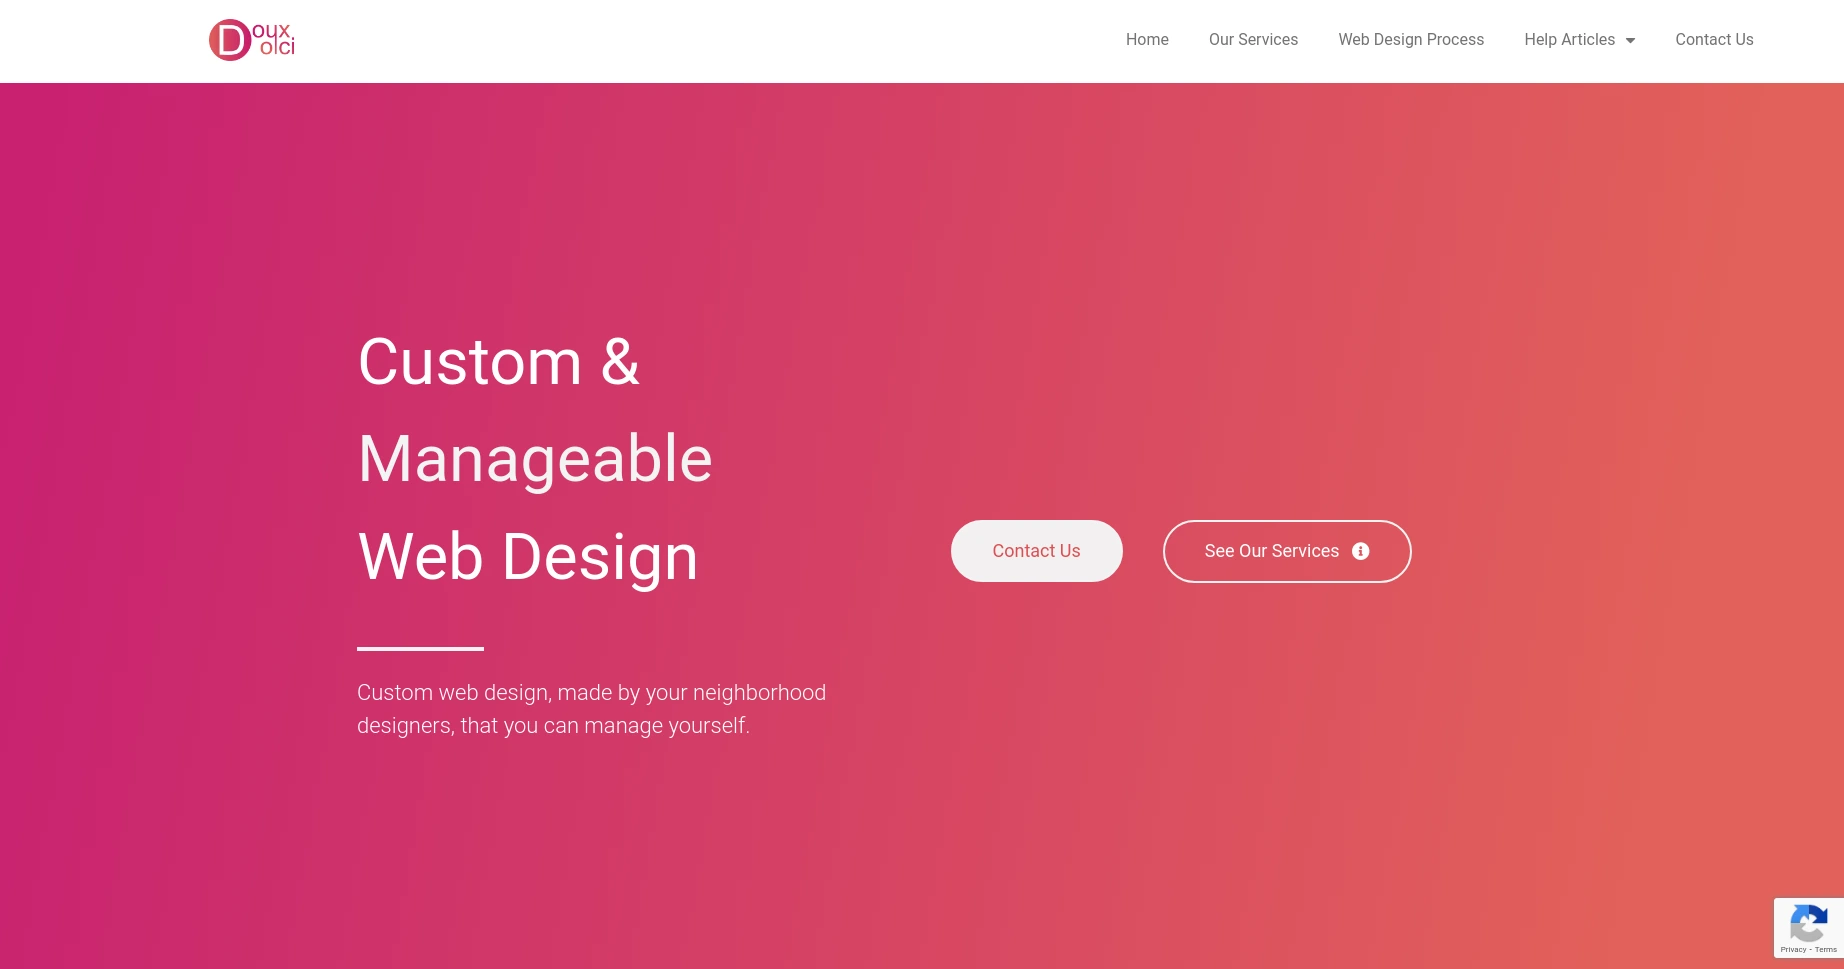 Doux
Dolci
Home
Our Services
Web Design Process
Help Articles
Contact Us
Custom &
Manageable
Web Design
Custom web design, made by your neighborhood
designers, that you can manage yourself.
Contact Us
See Our Services
Privacy - Terms